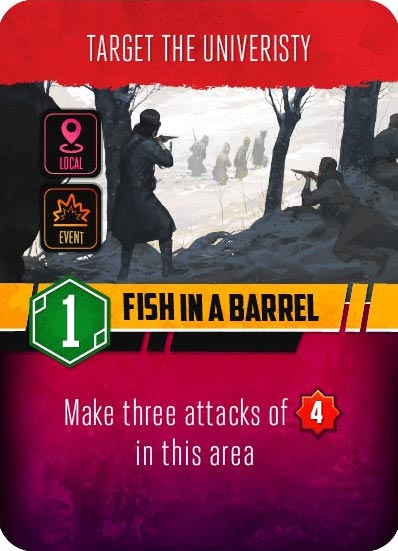 TARGET THE UNIVERISTY
LOCAL
EVENT
1 FISH IN A BARREL
Make three attacks of 4
in this area